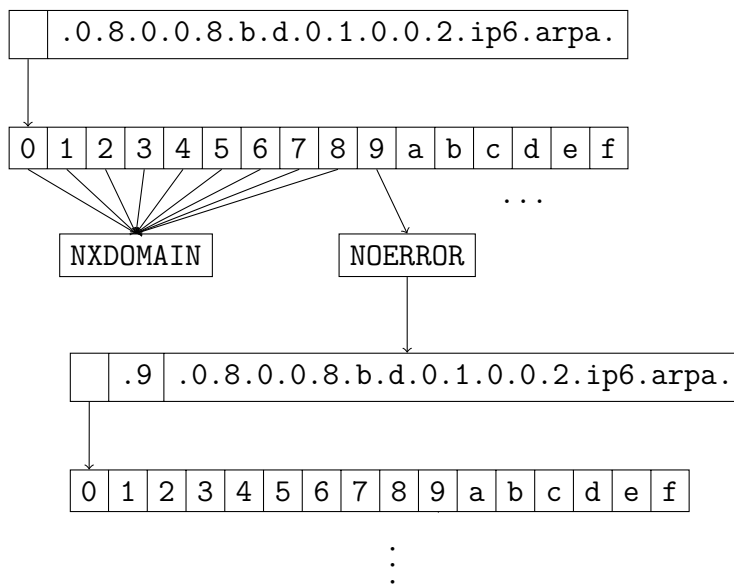 .0.8.0.0.8.b.d.0.1.0.0.2.ip6.arpa.
0 1 2 3 4 5 6 7 8 9 a b c d e f
...
NXDOMAIN NOERROR
.9 .0.8.0.0.8.b.d.0.1.0.0.2.ip6.arpa.
0 1 2 3 4 5 6 7 8 9 a b c d e f
⋮